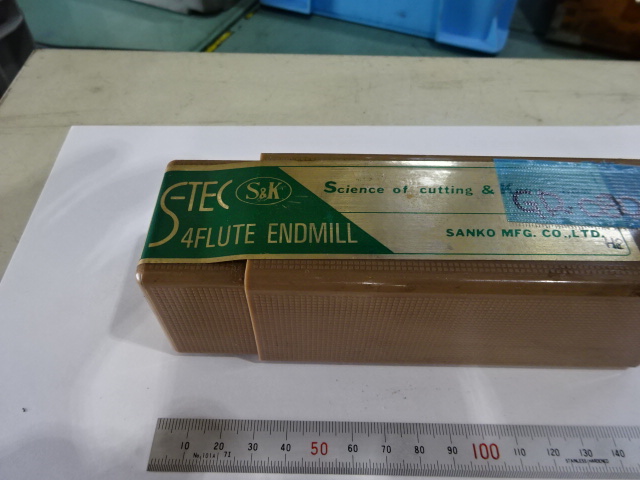 S-TEC S&K
4FLUTE ENDMILL
Science of cutting &
SANKO MFG. CO.,LTD.
10 20 30 40 50 60 70 80 90 100 110 120 130 140